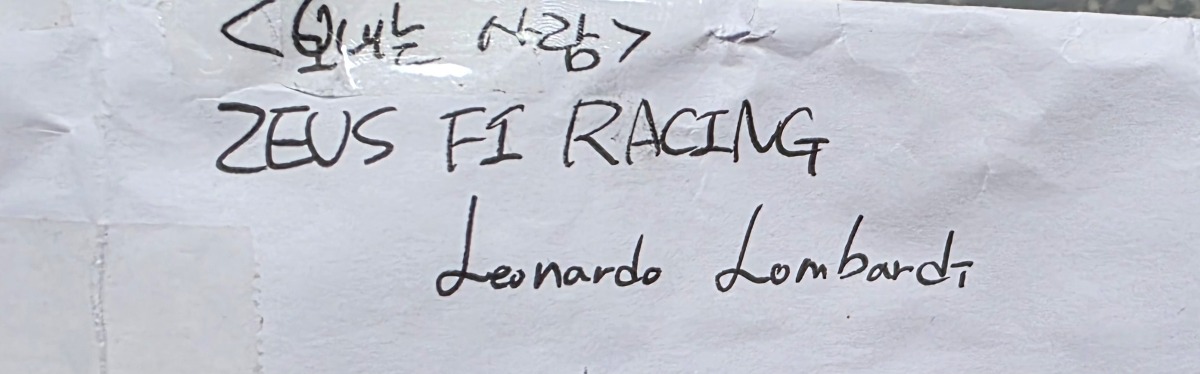 <보내는 사람>
ZEUS F1 RACING
Leonardo Lombardi